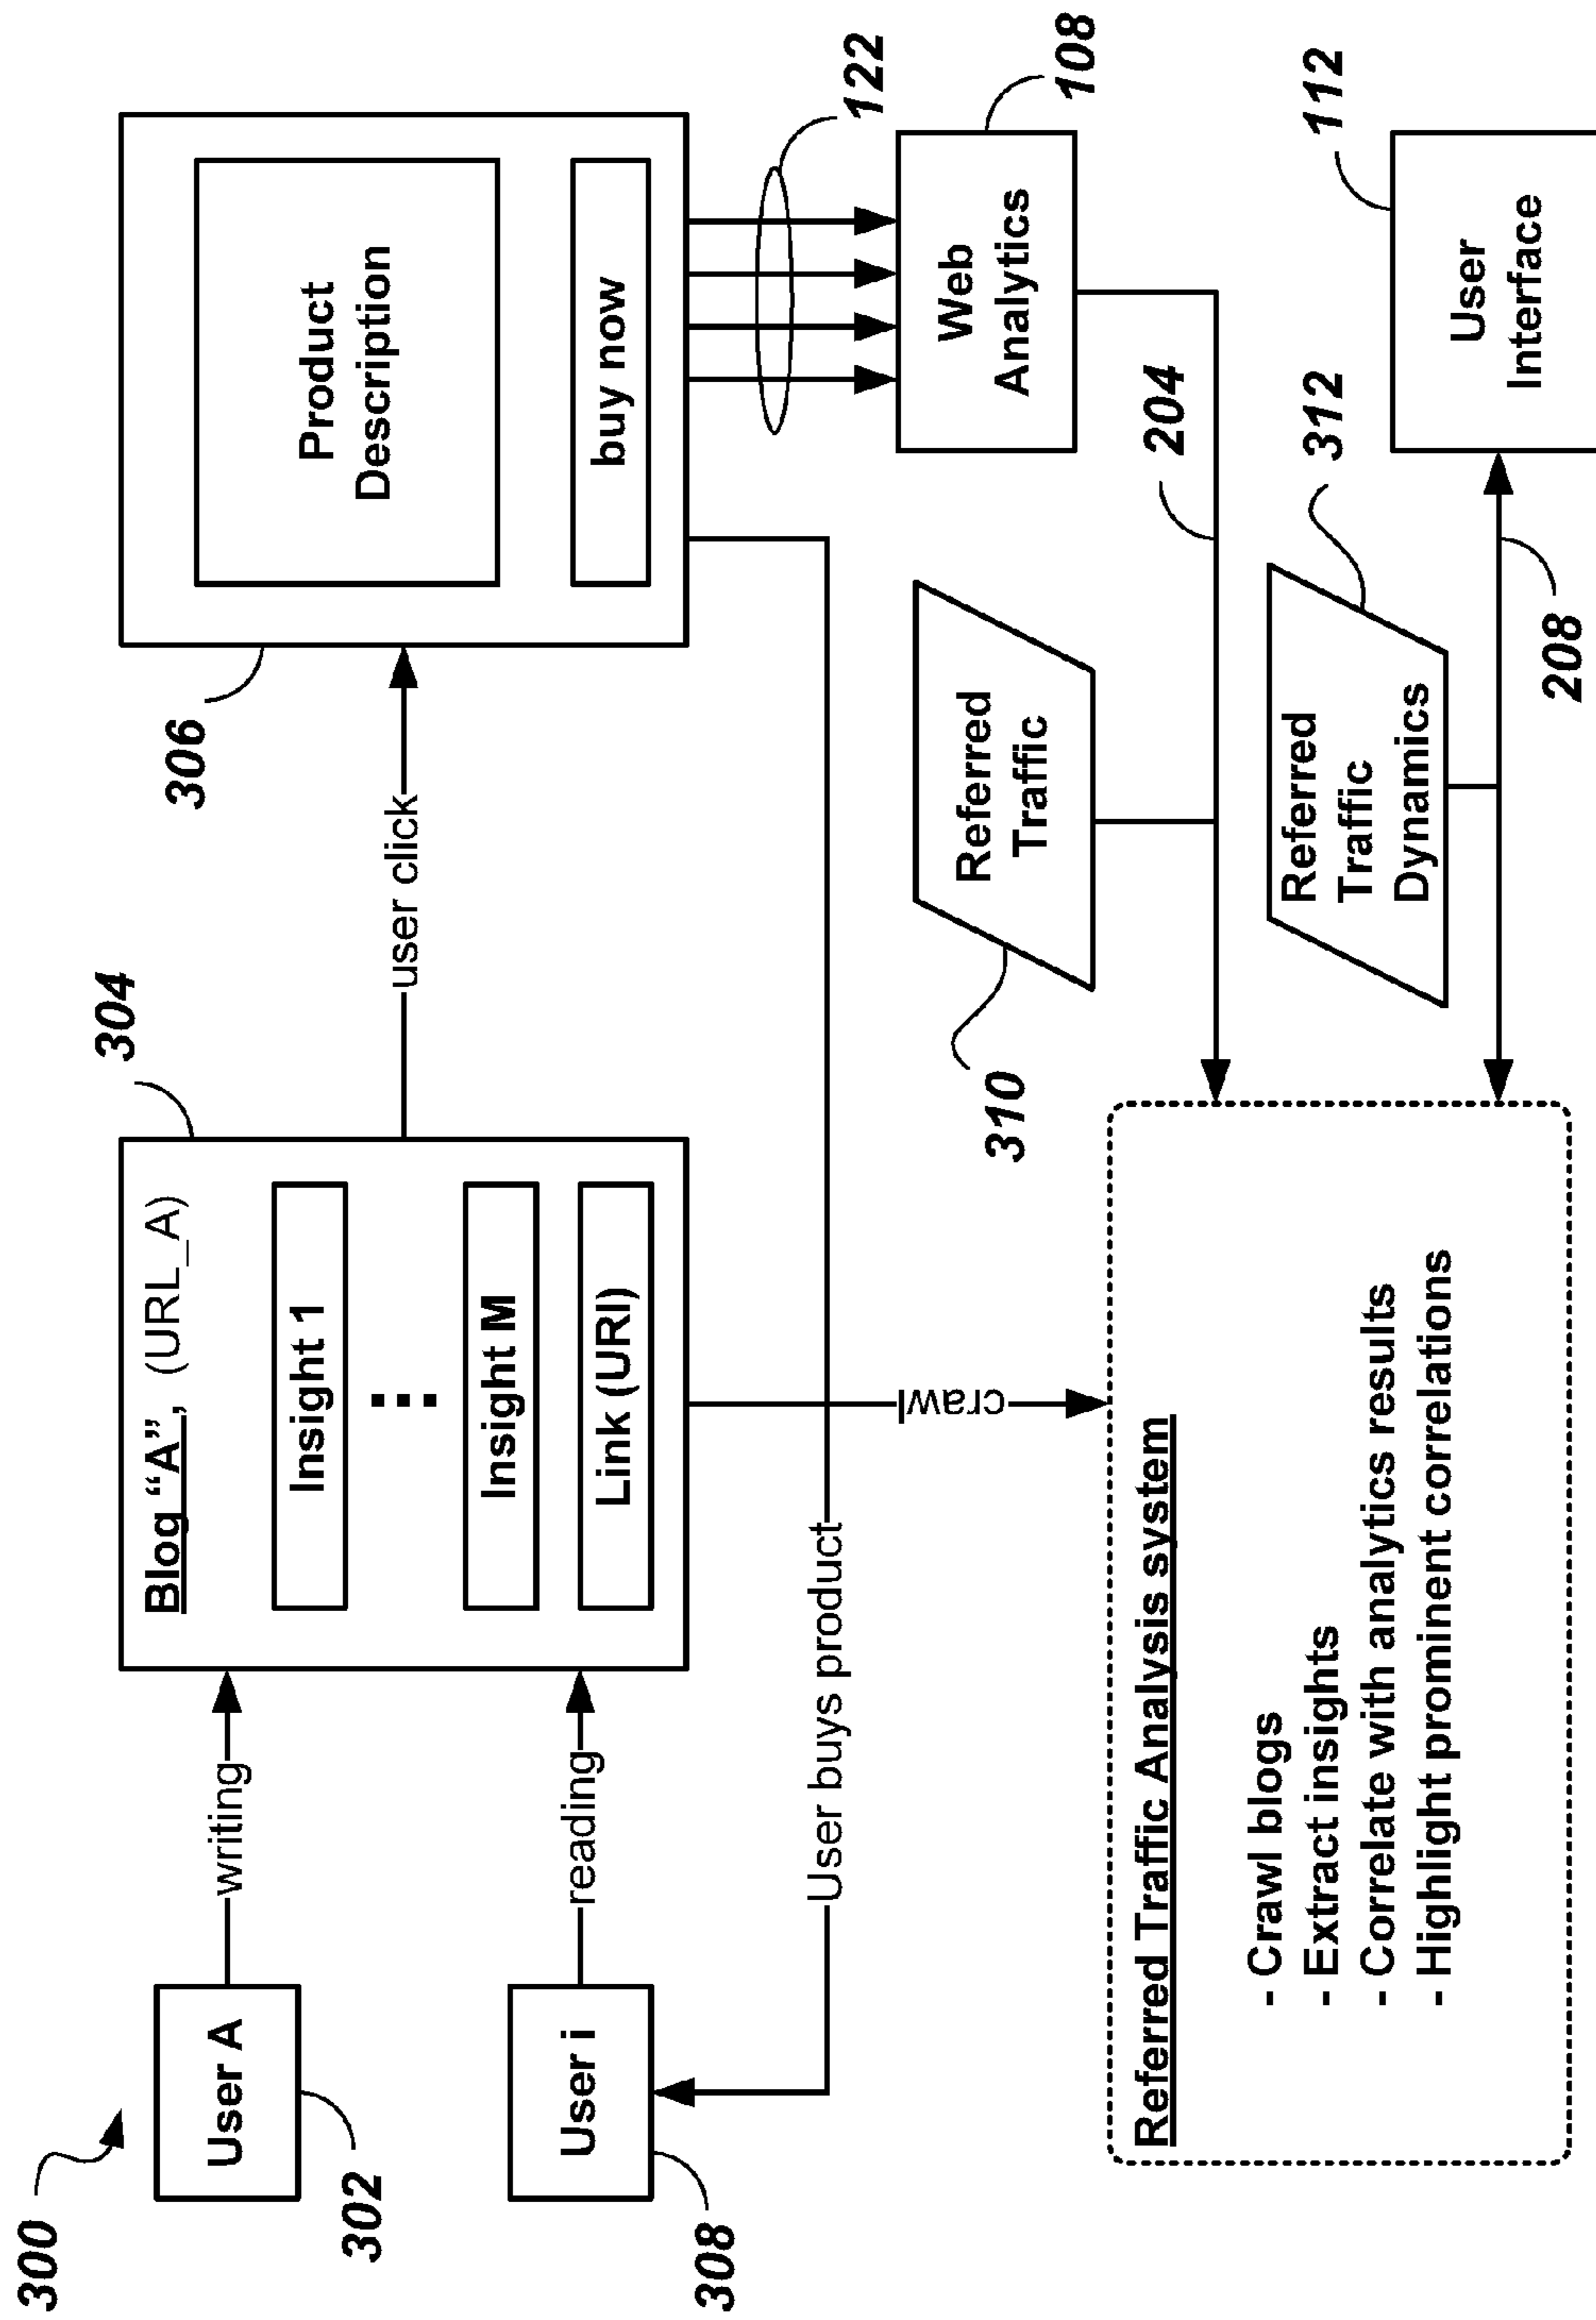 300
User A
302
writing
User i
308
reading
304
Blog “A”, (URL_A)
Insight 1
...
Insight M
Link (URI)
user click
306
Product
Description
buy now
122
Web
Analytics
108
User buys product
crawl
204
Referred
Traffic
310
Referred
Traffic
Dynamics
312
208
User
Interface
112
Referred Traffic Analysis system
- Crawl blogs
- Extract insights
- Correlate with analytics results
- Highlight prominent correlations